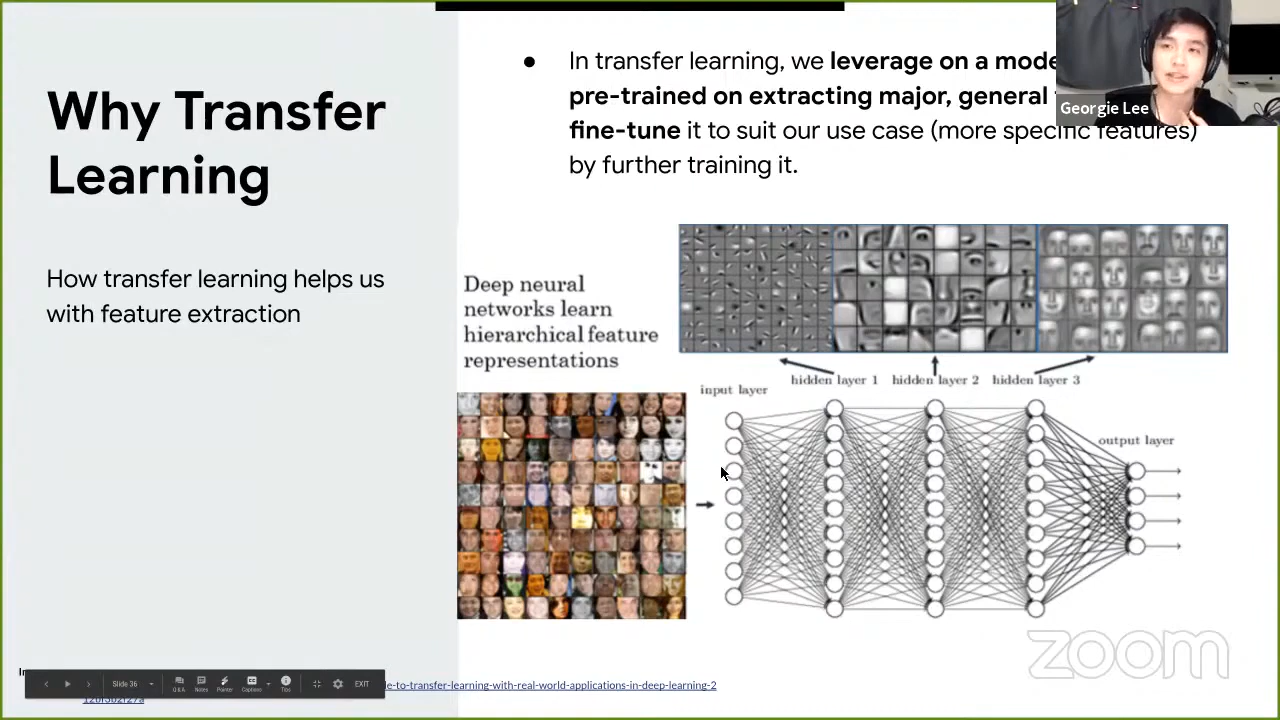 Why Transfer
Learning
How transfer learning helps us
with feature extraction
● In transfer learning, we leverage on a mode
pre-trained on extracting major, general
fine-tune it to suit our use case (more specific features)
by further training it.
Georgie Lee
Deep neural
networks learn
hierarchical feature
representations
hidden layer 1 hidden layer 2 hidden layer 3
input layer
output layer
zoom
Slide 36
Q & A Notes Pointer Captions Tips EXIT
e-to-transfer-learning-with-real-world-applications-in-deep-learning-2